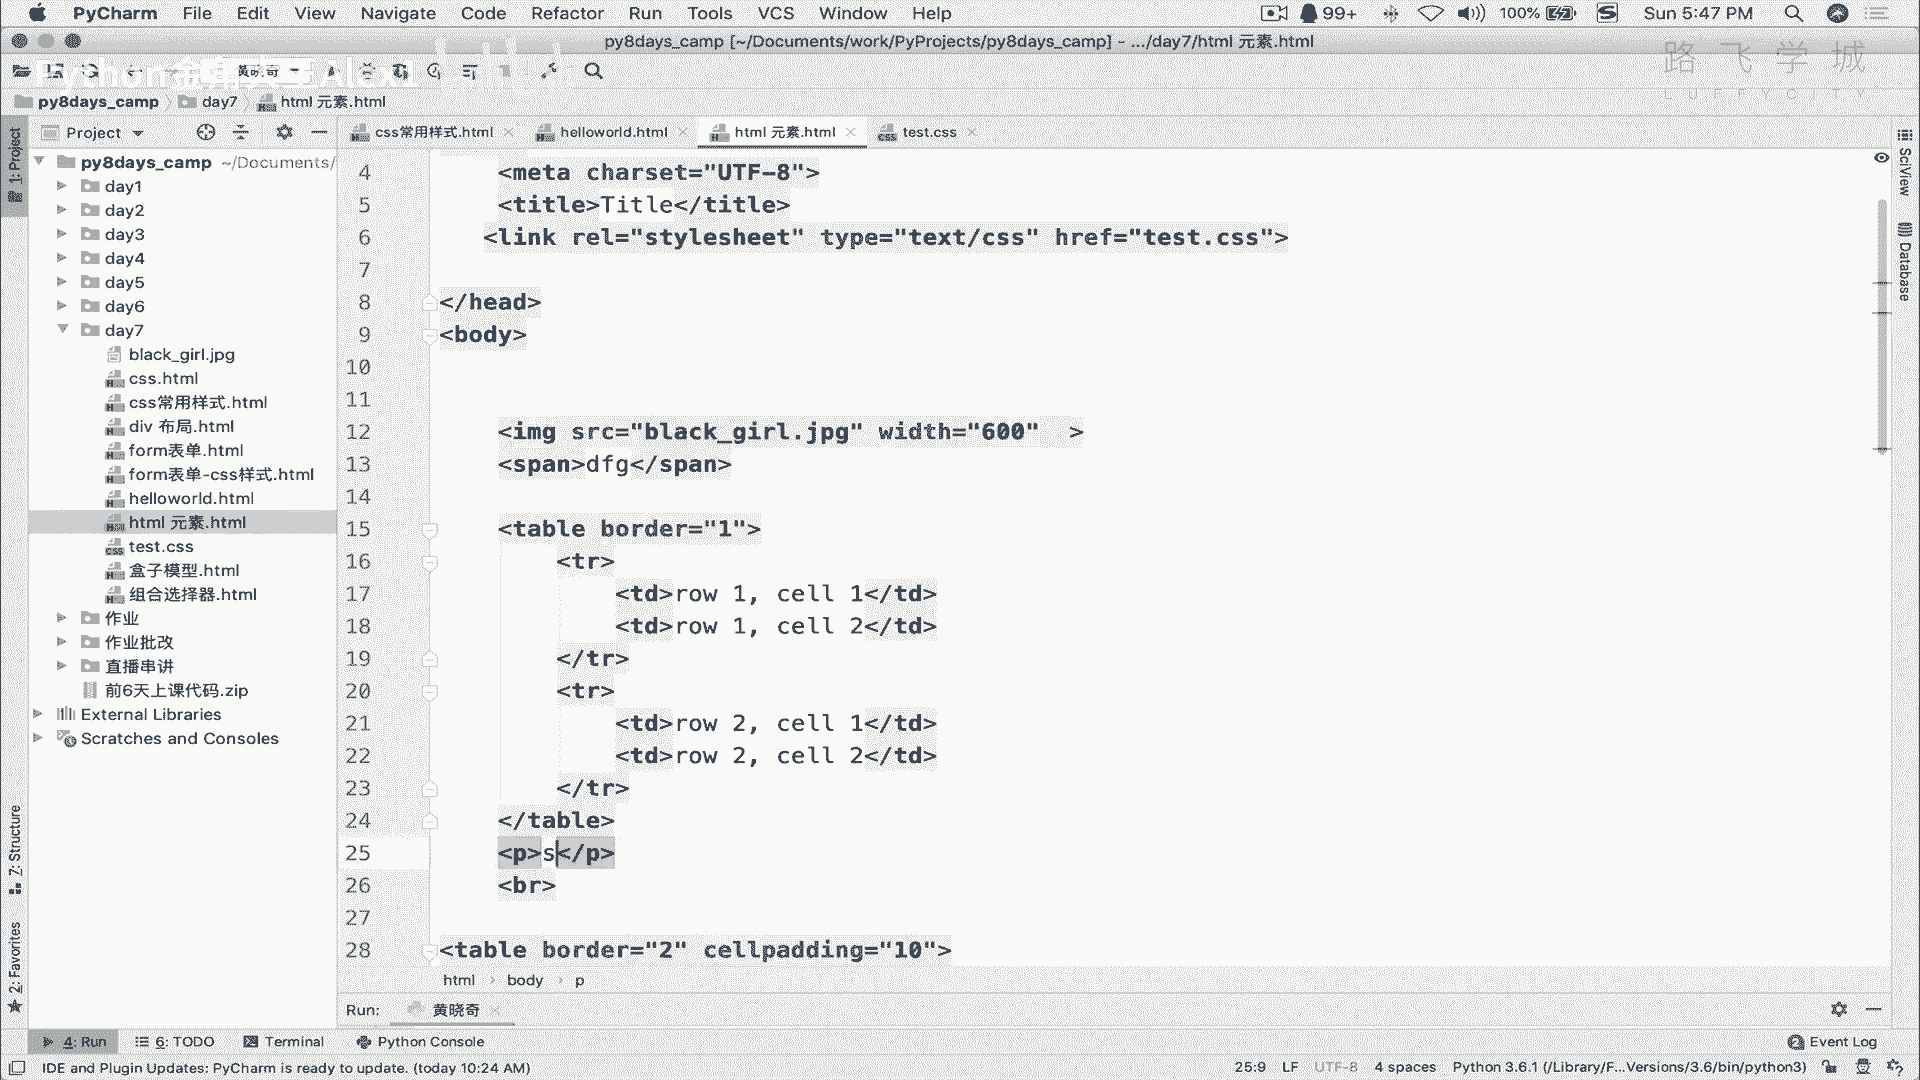 PyCharm File Edit View Navigate Code Refactor Run Tools VCS Window Help 99+ 100% Sun 5:47 PM
py8days_camp [~/Documents/work/PyProjects/py8days_camp] - .../day7/html 元素.html
路飞学城
LUFFYCITY
Python Alex1
黄晓奇
py8days_camp day7 html 元素.html
Project
css常用样式.html helloworld.html html 元素.html test.css
1: Project
py8days_camp ~/Documents/
day1
day2
day3
day4
day5
day6
day7
black_girl.jpg
css.html
css常用样式.html
div 布局.html
form表单.html
form表单-css样式.html
helloworld.html
html 元素.html
test.css
盒子模型.html
组合选择器.html
作业
作业批改
直播串讲
前6天上课代码.zip
External Libraries
Scratches and Consoles
7: Structure
2: Favorites
4 <meta charset="UTF-8">
5 <title>Title</title>
6 <link rel="stylesheet" type="text/css" href="test.css">
7
8 </head>
9 <body>
10
11
12 <img src="black_girl.jpg" width="600"  >
13 <span>dfg</span>
14
15 <table border="1">
16 <tr>
17 <td>row 1, cell 1</td>
18 <td>row 1, cell 2</td>
19 </tr>
20 <tr>
21 <td>row 2, cell 1</td>
22 <td>row 2, cell 2</td>
23 </tr>
24 </table>
25 <p>s</p>
26 <br>
27
28 <table border="2" cellpadding="10">
html body p
SciView
Database
Run: 黄晓奇
4: Run 6: TODO Terminal Python Console 2 Event Log
IDE and Plugin Updates: PyCharm is ready to update. (today 10:24 AM) 25:9 LF UTF-8 4 spaces Python 3.6.1 (/Library/F...Versions/3.6/bin/python3)